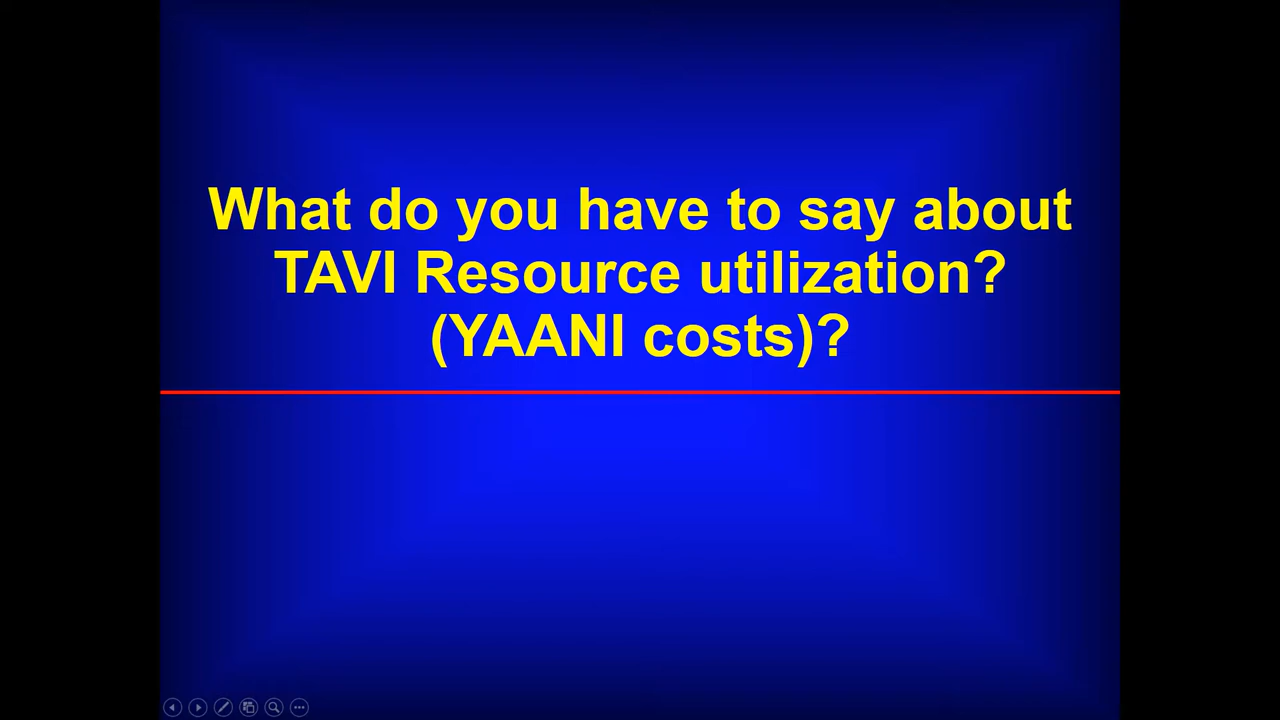 What do you have to say about
TAVI Resource utilization?
(YAANI costs)?